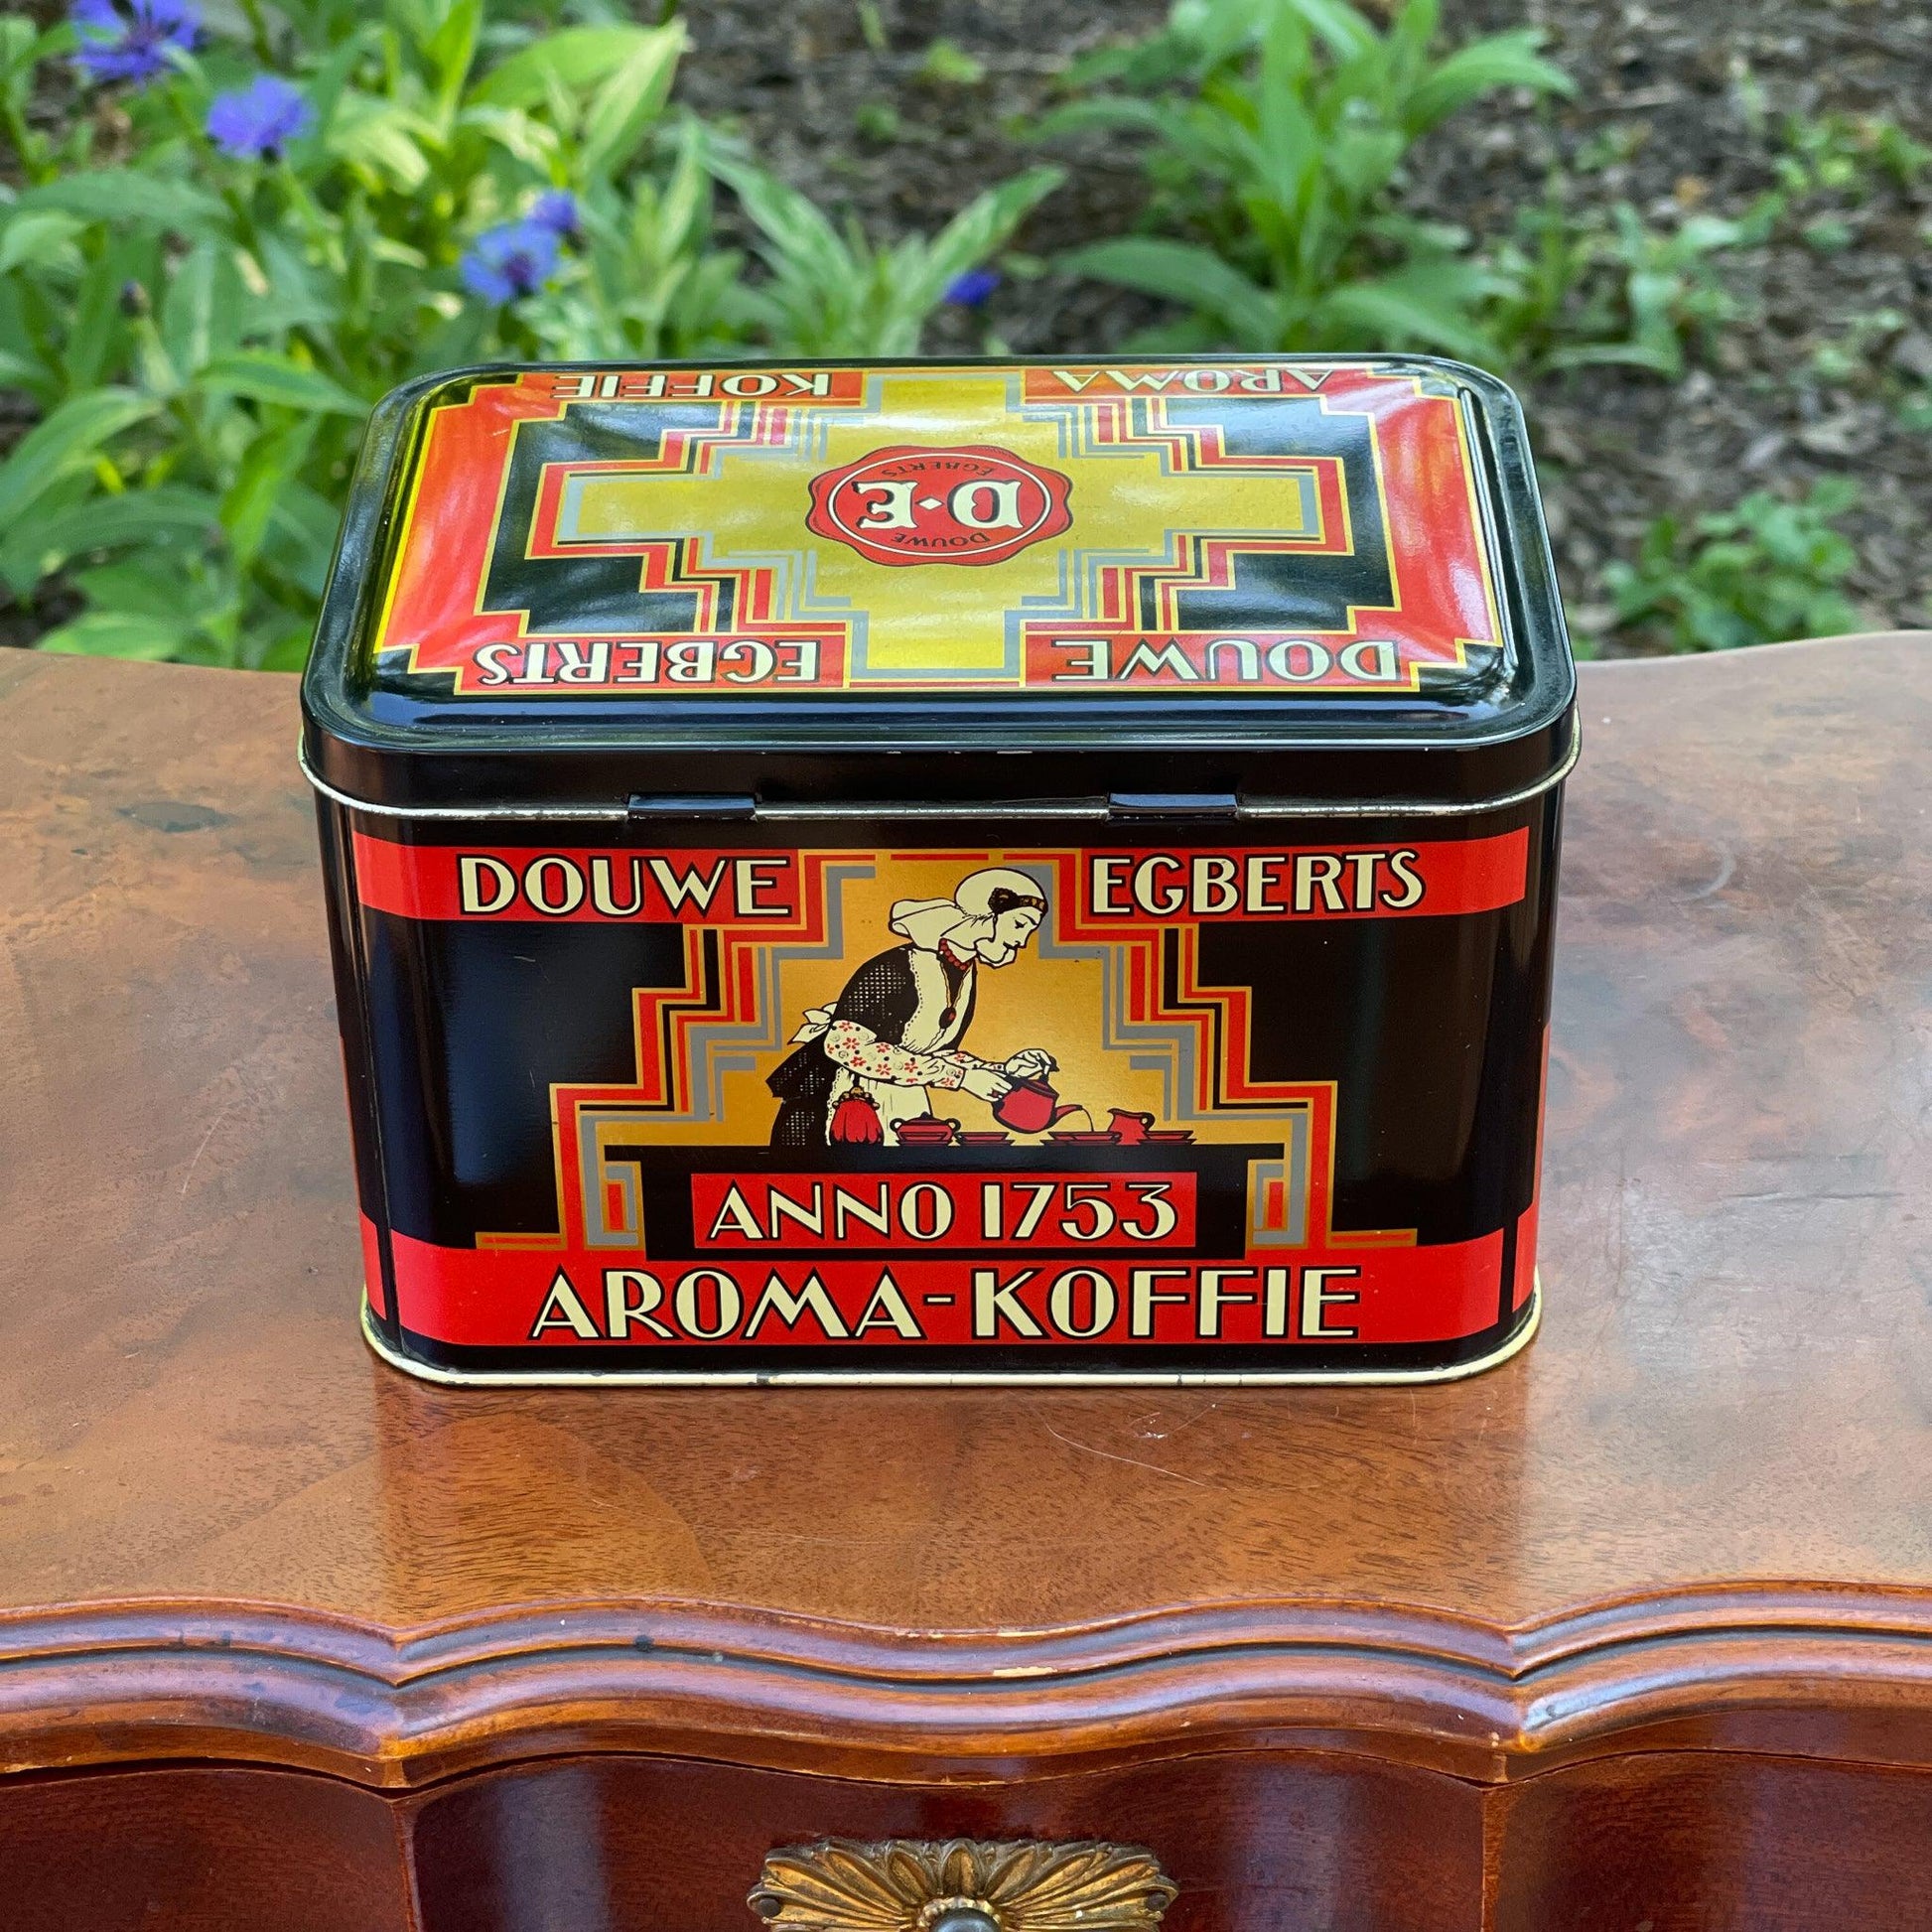 AROMA KOFFIE
DOUWE
D·E
EGBERTS
DOUWE EGBERTS
DOUWE EGBERTS
ANNO 1753
AROMA-KOFFIE